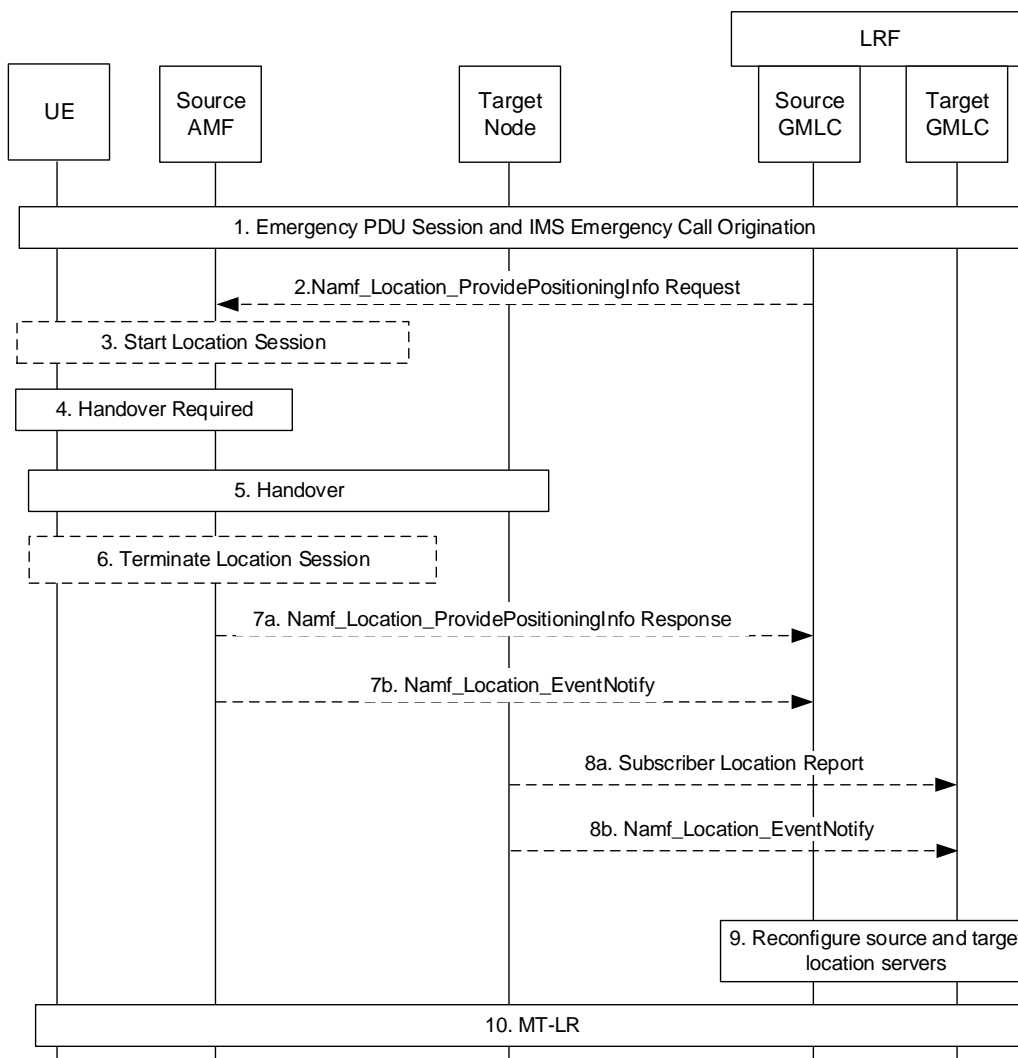 LRF
UE
Source
AMF
Target
Node
Source
GMLC
Target
GMLC
1. Emergency PDU Session and IMS Emergency Call Origination
2.Namf_Location_ProvidePositioningInfo Request
3. Start Location Session
4. Handover Required
5. Handover
6. Terminate Location Session
7a. Namf_Location_ProvidePositioningInfo Response
7b. Namf_Location_EventNotify
8a. Subscriber Location Report
8b. Namf_Location_EventNotify
9. Reconfigure source and target
location servers
10. MT-LR